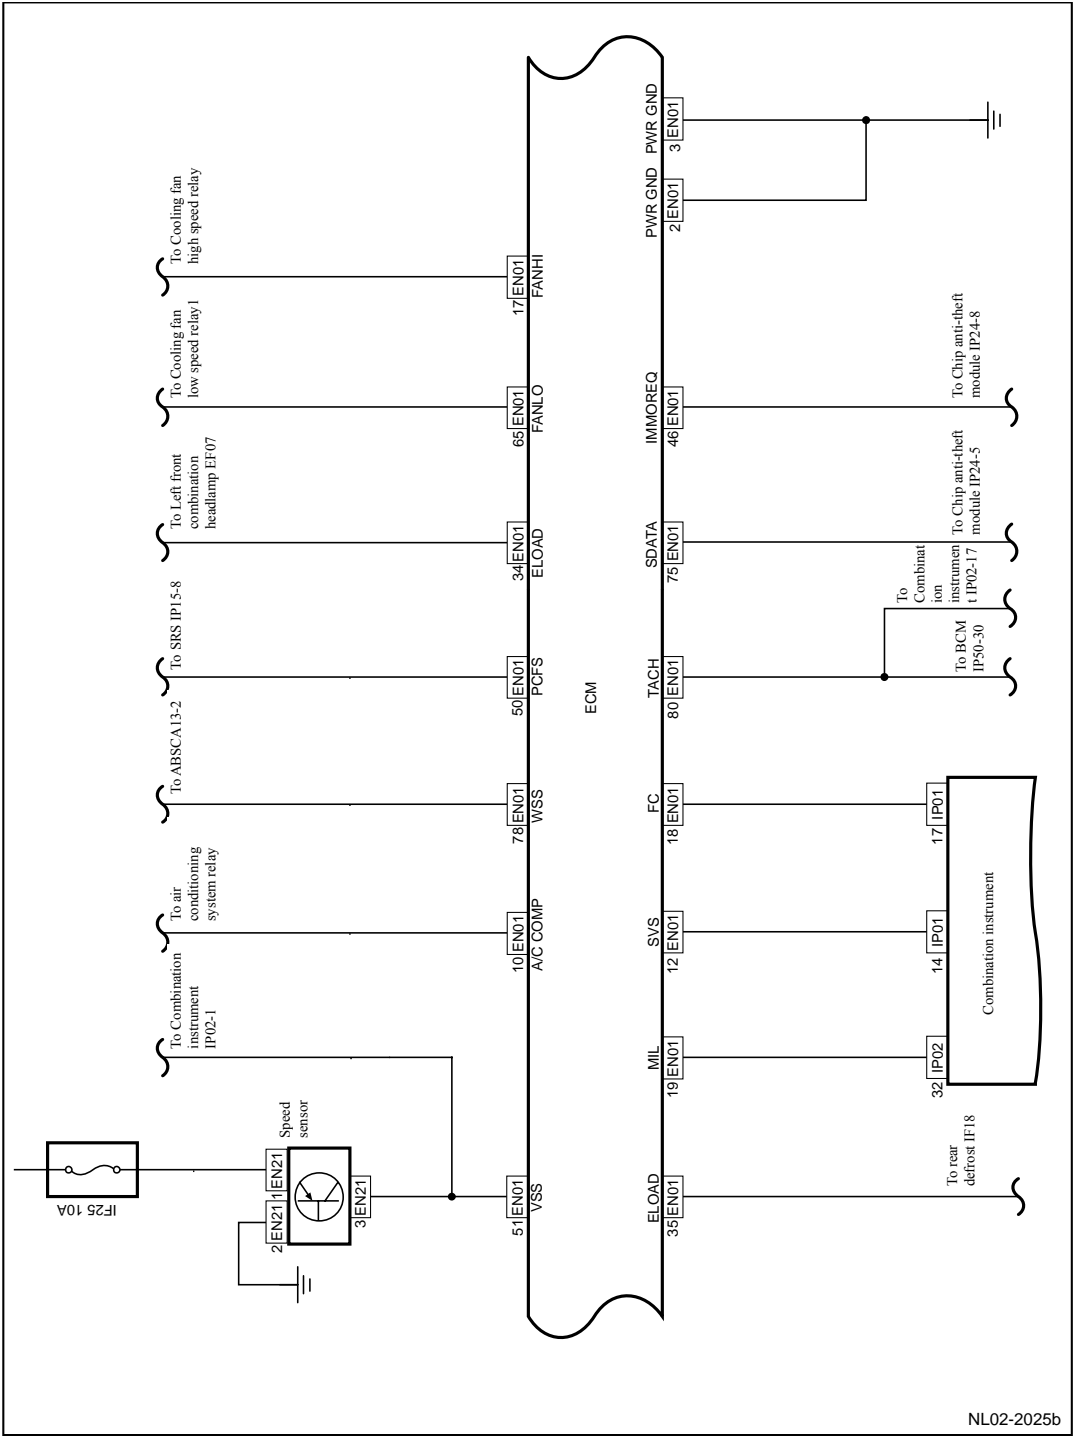 IF25 10A
Speed
sensor
1 EN21
2 EN21
3 EN21
To Combination
instrument
IP02-1
To air
conditioning
system relay
To ABSCA13-2
To SRS IP15-8
To Left front
combination
headlamp EF07
To Cooling fan
low speed relay1
To Cooling fan
high speed relay
51 EN01
VSS
10 EN01
A/C COMP
78 EN01
WSS
50 EN01
PCFS
34 EN01
ELOAD
65 EN01
FANLO
17 EN01
FANHI
ECM
ELOAD
35 EN01
MIL
19 EN01
SVS
12 EN01
FC
18 EN01
TACH
80 EN01
SDATA
75 EN01
IMMOREQ
46 EN01
PWR GND
2 EN01
PWR GND
3 EN01
To rear
defrost IF18
32 IP02
14 IP01
17 IP01
Combination instrument
To BCM
IP50-30
To
Combinat
ion
instrumen
t IP02-17
To Chip anti-theft
module IP24-5
To Chip anti-theft
module IP24-8
NL02-2025b